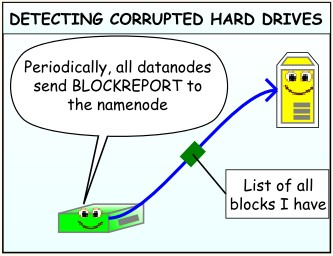 DETECTING CORRUPTED HARD DRIVES
Periodically, all datanodes
send BLOCKREPORT to
the namenode
List of all
blocks I have